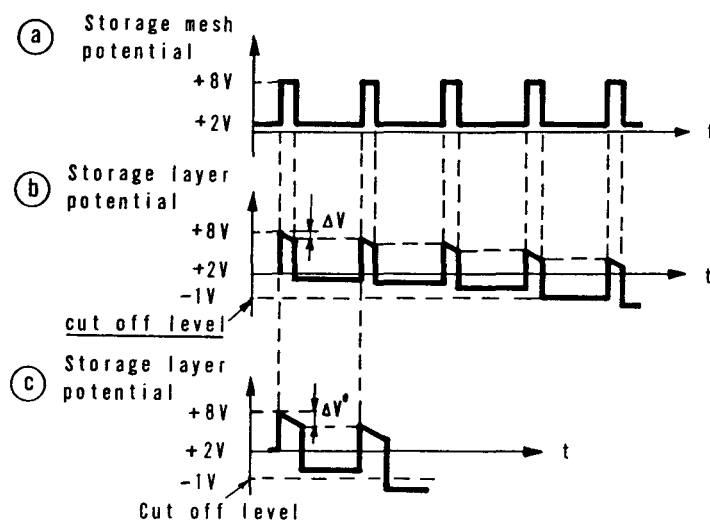 a
Storage mesh
potential
+8V
+2V
t
b
Storage layer
potential
+8V
ΔV
+2V
t
-1V
cut off level
c
Storage layer
potential
+8V
ΔV'
+2V
t
-1V
Cut off level